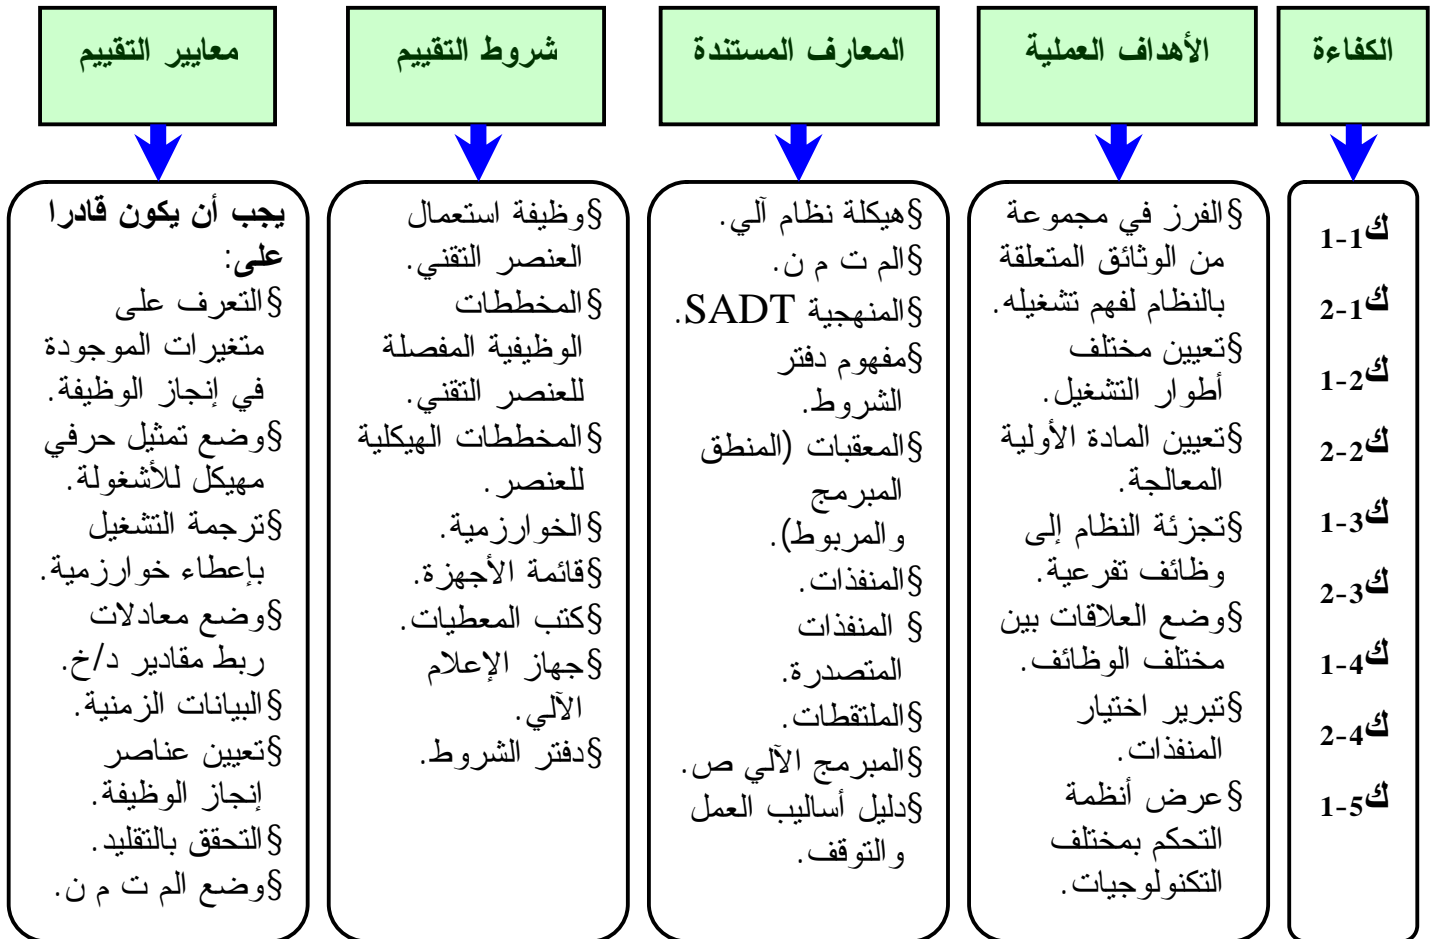 الكفاءة
الأهداف العملية
المعارف المستندة
شروط التقييم
معايير التقييم
ك1-1
ك1-2
ك2-1
ك2-2
ك3-1
ك3-2
ك4-1
ك4-2
ك5-1
§الفرز في مجموعة
من الوثائق المتعلقة
بالنظام لفهم تشغيله.
§تعيين مختلف
أطوار التشغيل.
§تعيين المادة الأولية
المعالجة.
§تجزئة النظام إلى
وظائف تفرعية.
§وضع العلاقات بين
مختلف الوظائف.
§تبرير اختيار
المنفذات.
§عرض أنظمة
التحكم بمختلف
التكنولوجيات.
§هيكلة نظام آلي.
§الم ت م ن.
§المنهجية SADT.
§مفهوم دفتر
الشروط.
§المعقبات (المنطق
المبرمج
والمربوط).
§المنفذات.
§ المنفذات
المتصدرة.
§الملتقطات.
§المبرمج الآلي ص.
§دليل أساليب العمل
والتوقف.
§وظيفة استعمال
العنصر التقني.
§المخططات
الوظيفية المفصلة
للعنصر التقني.
§المخططات الهيكلية
للعنصر.
§الخوارزمية.
§قائمة الأجهزة.
§كتب المعطيات.
§جهاز الإعلام
الآلي.
§دفتر الشروط.
يجب أن يكون قادرا
على:
§التعرف على
متغيرات الموجودة
في إنجاز الوظيفة.
§وضع تمثيل حرفي
مهيكل للأشغولة.
§ترجمة التشغيل
بإعطاء خوارزمية.
§وضع معادلات
ربط مقادير د/خ.
§البيانات الزمنية.
§تعيين عناصر
إنجاز الوظيفة.
§التحقق بالتقليد.
§وضع الم ت م ن.